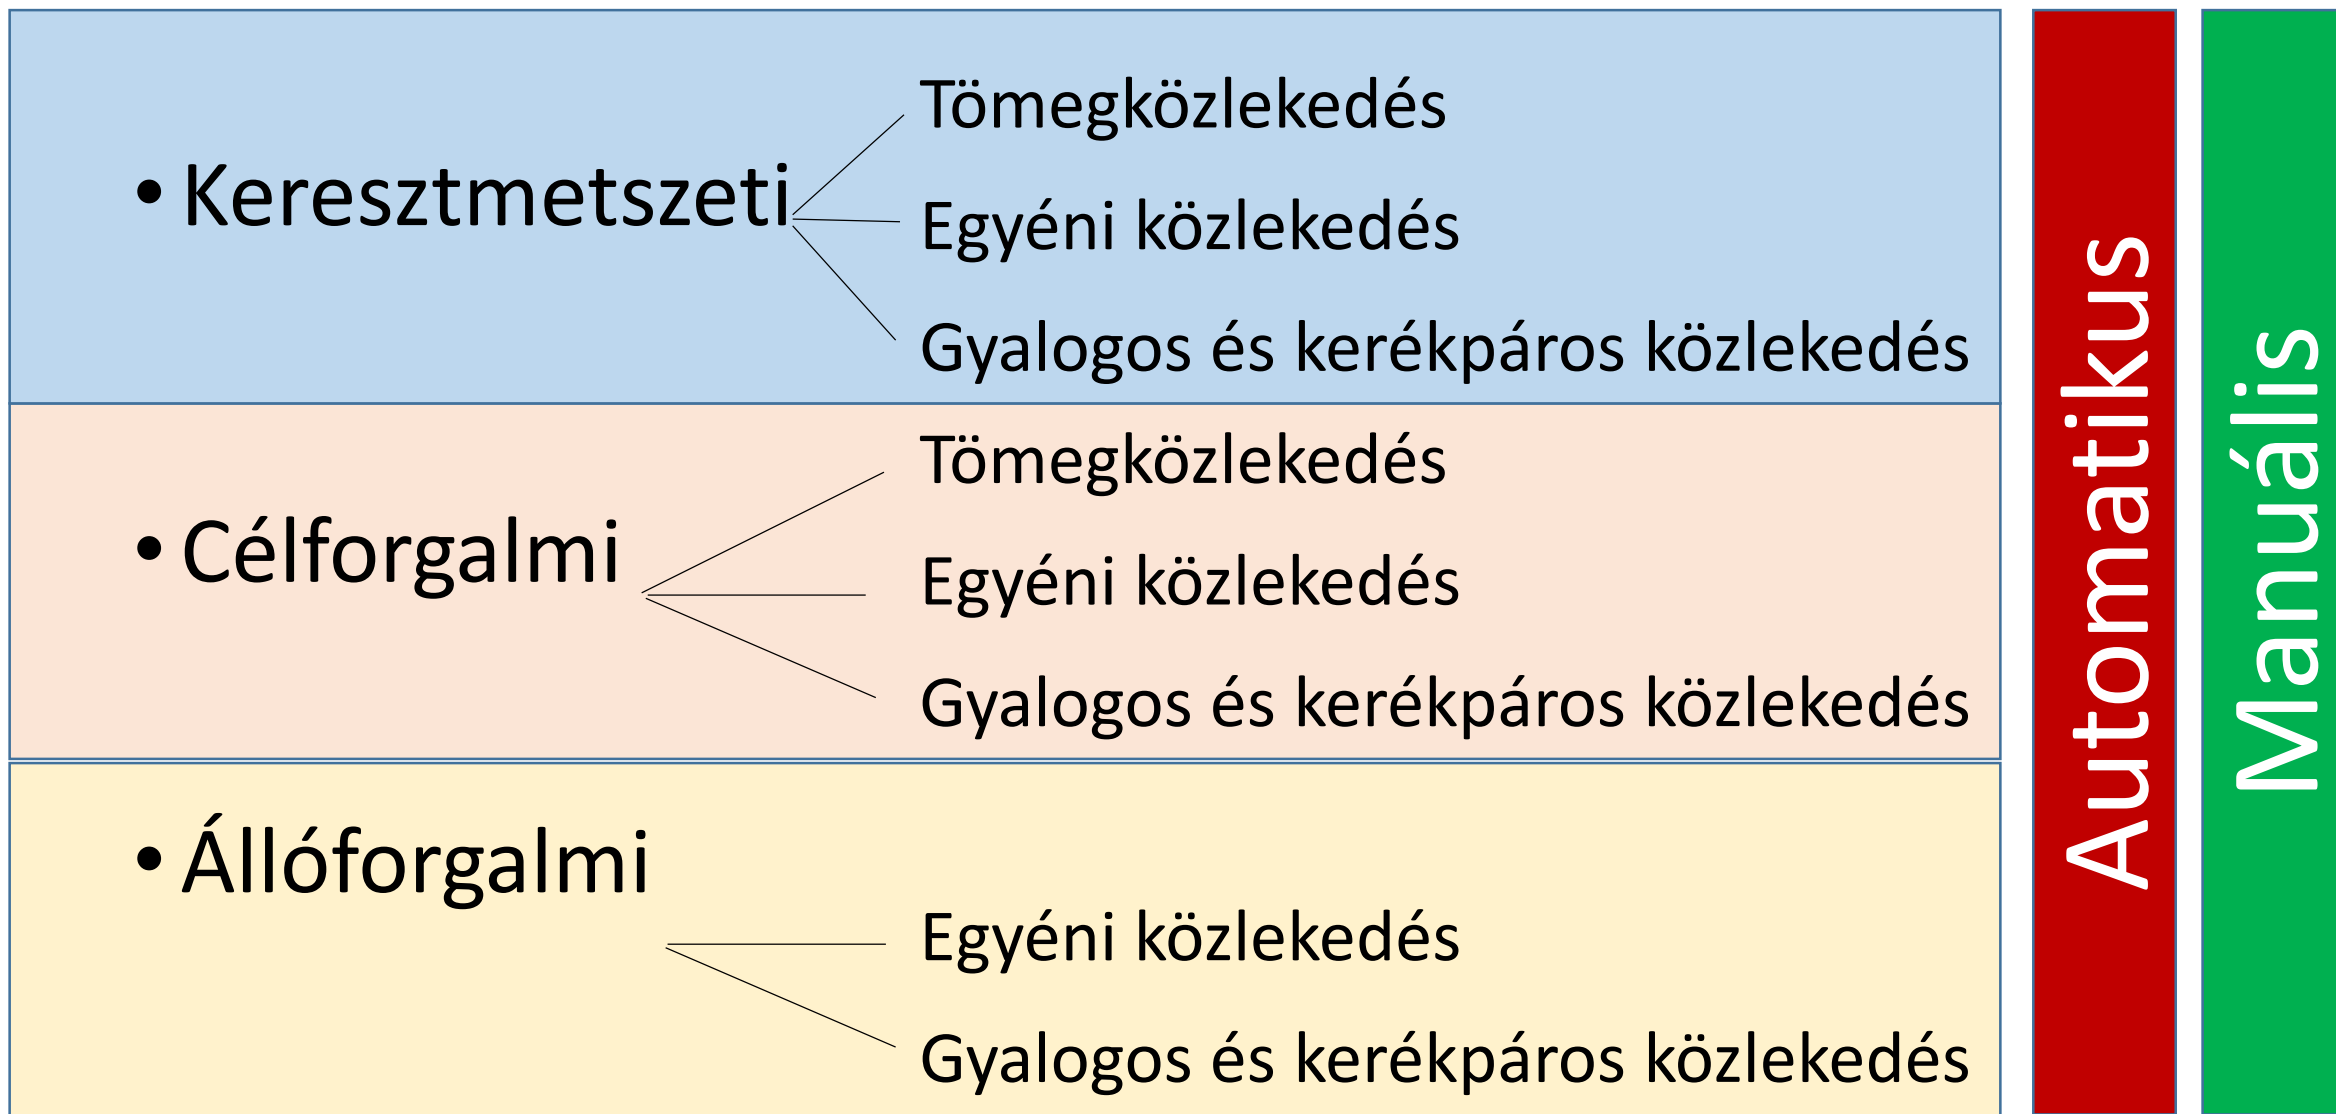 • Keresztmetszeti
Tömegközlekedés
Egyéni közlekedés
Gyalogos és kerékpáros közlekedés
• Célforgalmi
Tömegközlekedés
Egyéni közlekedés
Gyalogos és kerékpáros közlekedés
• Állóforgalmi
Egyéni közlekedés
Gyalogos és kerékpáros közlekedés
Automatikus
Manuális